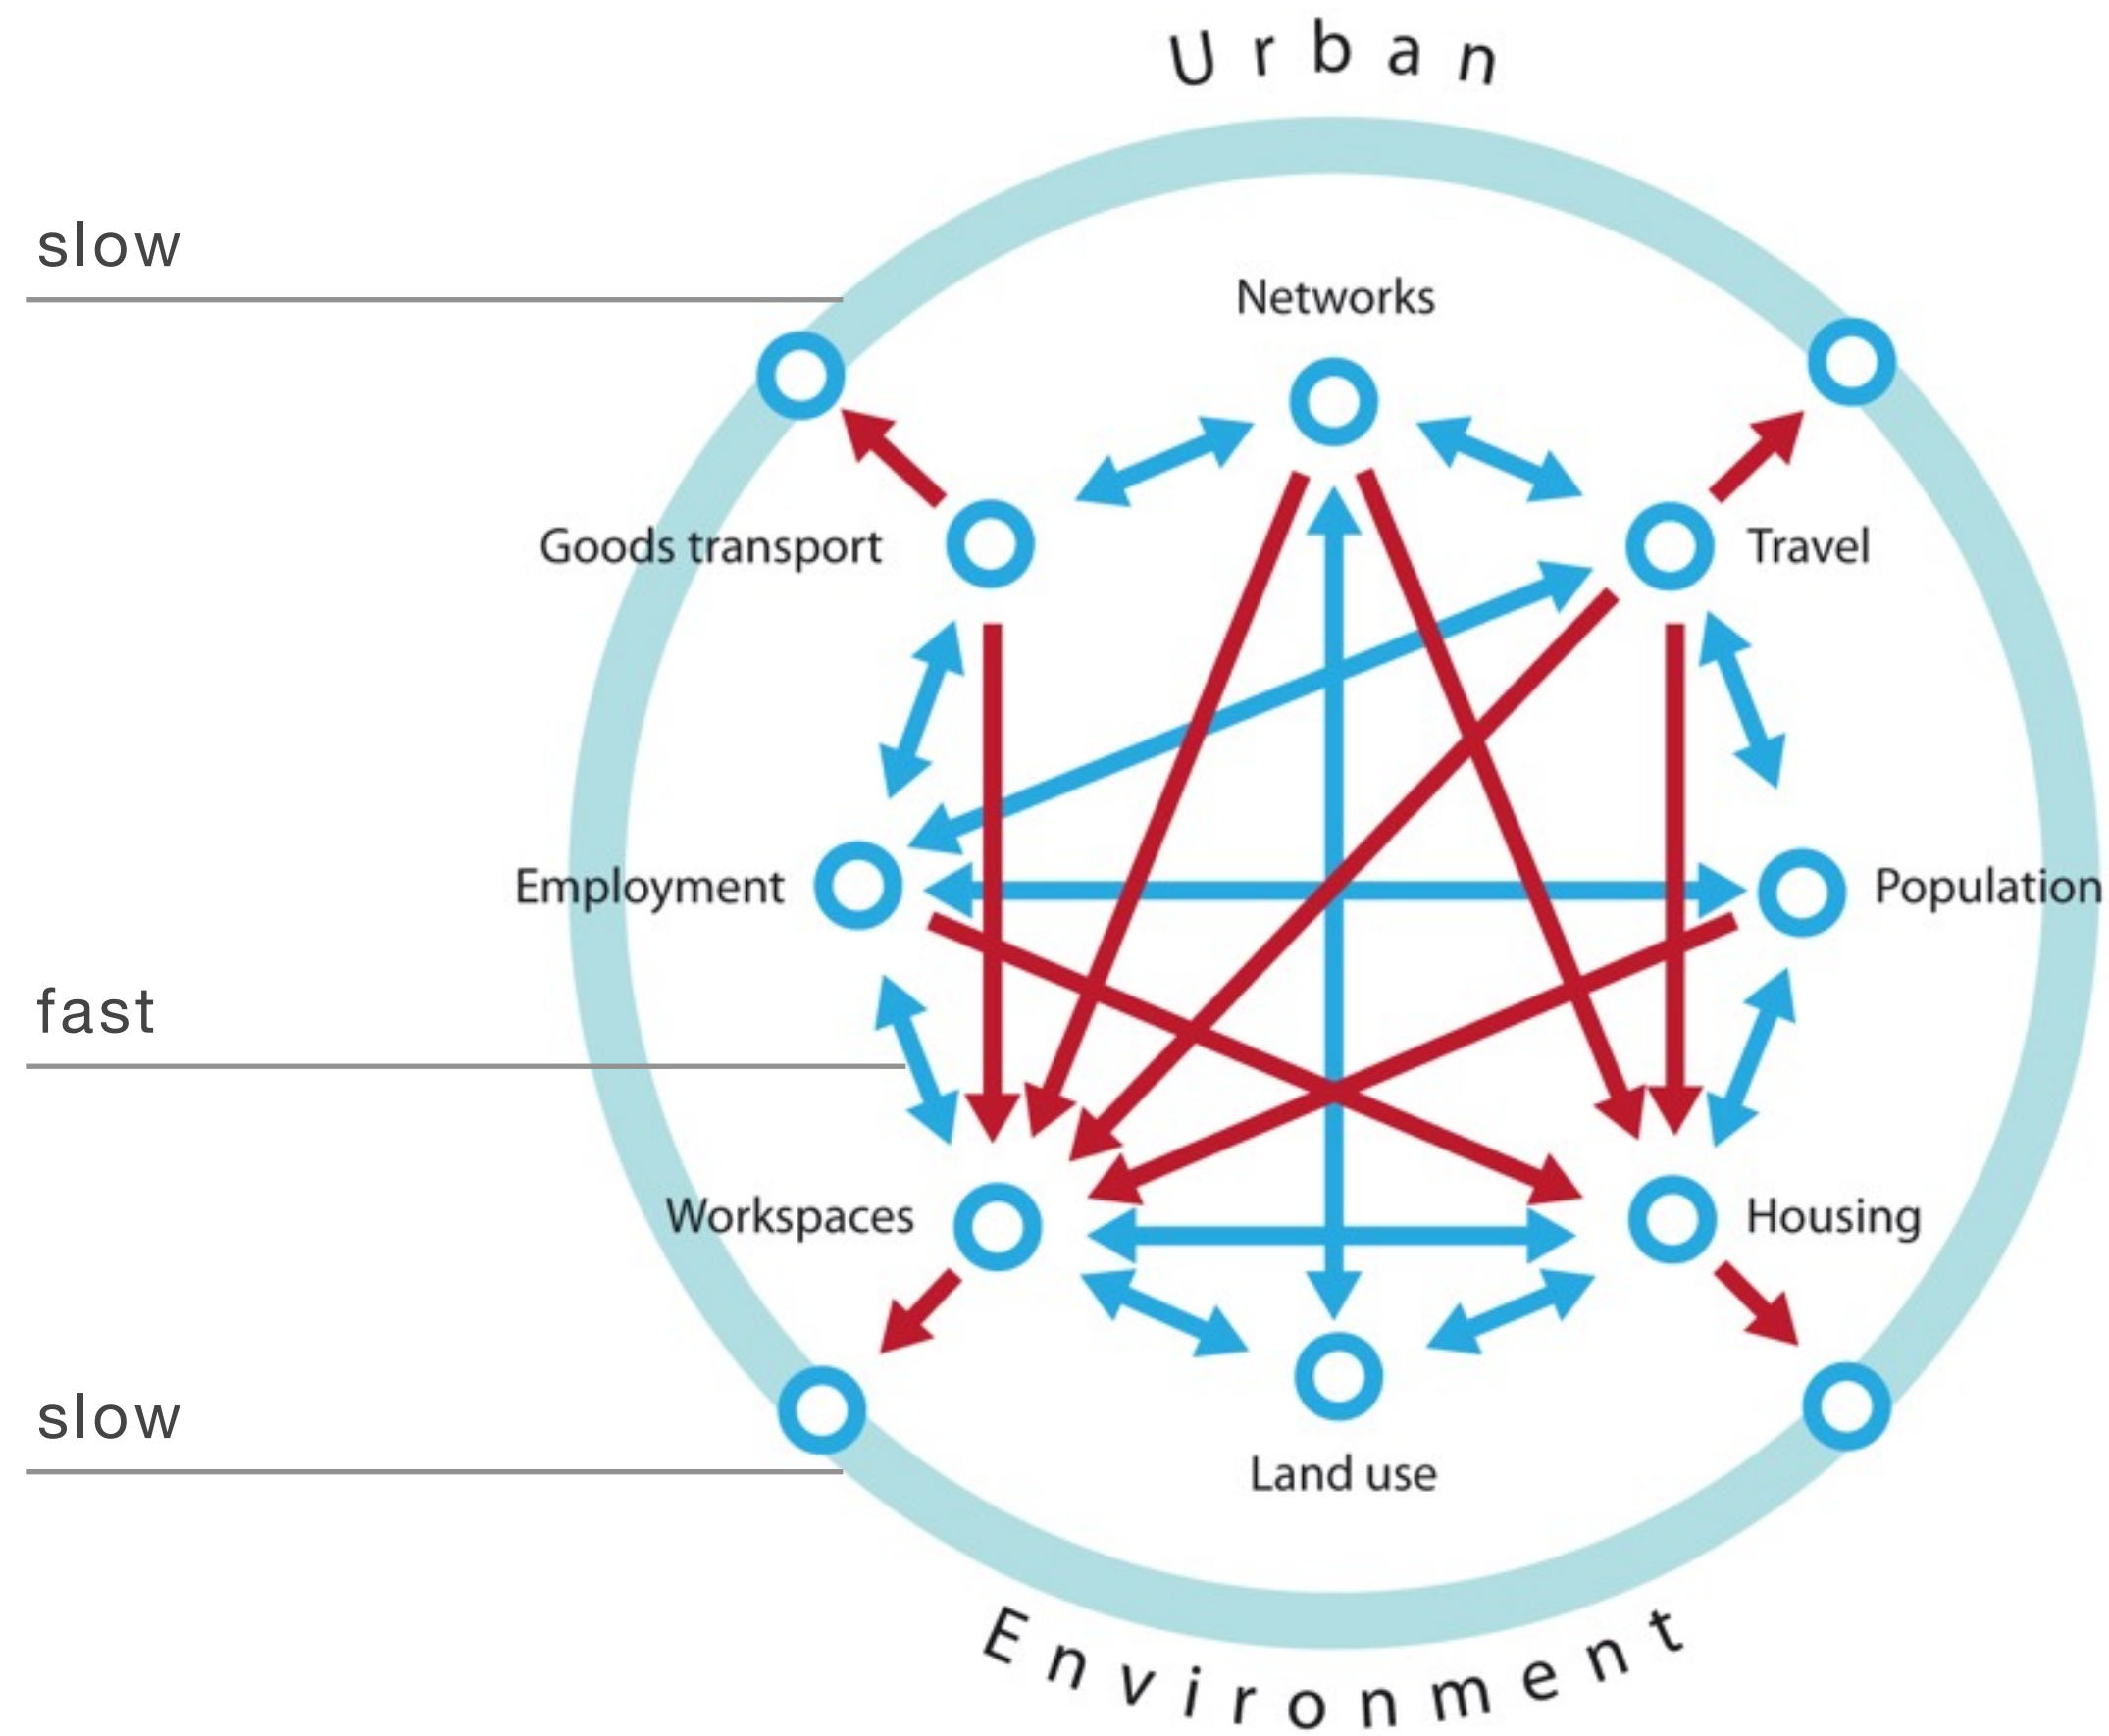 Urban
slow
Networks
Goods transport
Travel
Employment
Population
fast
Workspaces
Housing
slow
Land use
Environment